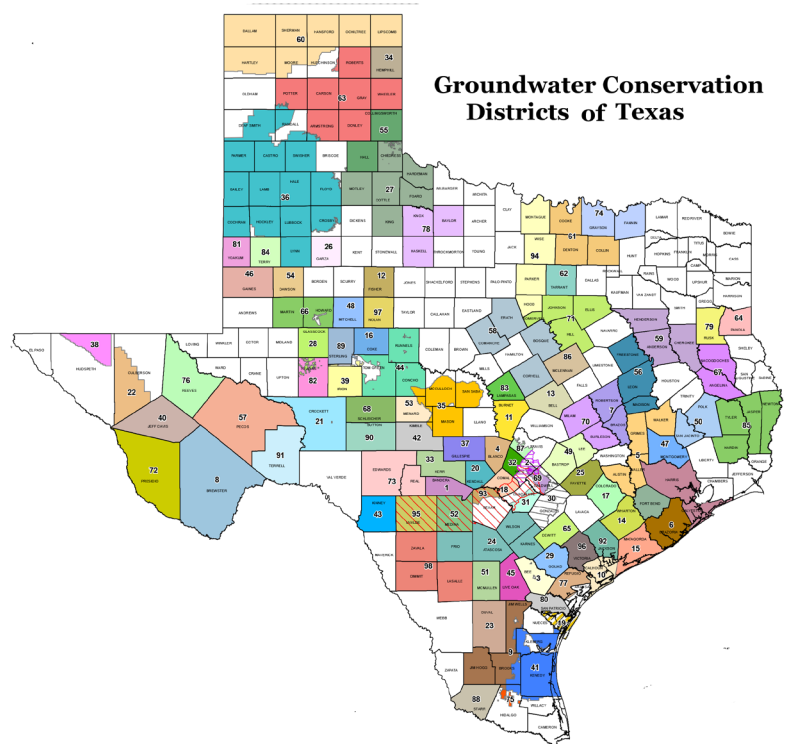 Groundwater Conservation
Districts of Texas
DALLAM SHERMAN HANSFORD OCHILTREE LIPSCOMB
60
HARTLEY MOORE HUTCHINSON ROBERTS 34
HEMPHILL
OLDHAM POTTER CARSON GRAY WHEELER
63
DEAF SMITH RANDALL ARMSTRONG DONLEY COLLINGSWORTH
55
PARMER CASTRO SWISHER BRISCOE HALL CHILDRESS
HARDEMAN
BAILEY LAMB HALE FLOYD MOTLEY 27 COTTLE FOARD WILBARGER WICHITA
36
COCHRAN HOCKLEY LUBBOCK CROSBY DICKENS KING KNOX BAYLOR ARCHER CLAY MONTAGUE COOKE 74 GRAYSON FANNIN LAMAR RED RIVER
78 61 BOWIE
81 YOAKUM 84 TERRY LYNN 26 GARZA KENT STONEWALL HASKELL THROCKMORTON YOUNG JACK WISE DENTON COLLIN HUNT HOPKINS FRANKLIN TITUS MORRIS CASS
94 CAMP
46 GAINES 54 DAWSON BORDEN SCURRY 12 FISHER JONES SHACKELFORD STEPHENS PALO PINTO PARKER 62 TARRANT DALLAS ROCKWALL KAUFMAN RAINS WOOD UPSHUR MARION
VAN ZANDT GREGG HARRISON
ANDREWS MARTIN 66 HOWARD 48 MITCHELL 97 NOLAN TAYLOR CALLAHAN EASTLAND ERATH HOOD JOHNSON ELLIS HENDERSON SMITH 79 RUSK 64 PANOLA
71 HILL NAVARRO 59 ANDERSON CHEROKEE SHELBY
EL PASO 38 HUDSPETH CULBERSON 22 LOVING WINKLER ECTOR MIDLAND GLASSCOCK 28 89 STERLING 16 COKE RUNNELS COLEMAN BROWN 58 COMANCHE BOSQUE FREESTONE NACOGDOCHES
76 REEVES WARD CRANE UPTON 82 39 IRION TOM GREEN 44 CONCHO MILLS HAMILTON 86 MCLENNAN LIMESTONE 56 LEON HOUSTON 67 ANGELINA
MCCULLOCH SAN SABA 83 LAMPASAS CORYELL FALLS 13 BELL ROBERTSON MADISON TRINITY POLK 50 TYLER JASPER NEWTON
40 JEFF DAVIS 57 PECOS CROCKETT 21 68 SCHLEICHER 53 MENARD 35 MASON LLANO BURNET 11 WILLIAMSON MILAM 70 7 BRAZOS GRIMES WALKER SAN JACINTO 85
90 SUTTON 42 KIMBLE BURLESON 5 47 MONTGOMERY HARDIN
72 PRESIDIO 8 BREWSTER 91 TERRELL VAL VERDE EDWARDS 73 REAL 37 GILLESPIE 4 BLANCO 87 TRAVIS BASTROP 49 LEE WASHINGTON LIBERTY ORANGE
33 KERR 20 KENDALL 32 2 25 FAYETTE AUSTIN WALLER HARRIS CHAMBERS JEFFERSON
1 BANDERA COMAL 18 69 CALDWELL 17 COLORADO FORT BEND
KINNEY 43 95 UVALDE 52 MEDINA 93 BEXAR 31 30 GONZALES LAVACA 14 WHARTON 6 BRAZORIA
MAVERICK ZAVALA FRIO 24 ATASCOSA WILSON KARNES 65 DEWITT 92 JACKSON 15 MATAGORDA
98 DIMMIT LASALLE 51 MCMULLEN 45 LIVE OAK BEE 3 29 GOLIAD 96 VICTORIA 10 CALHOUN
77 REFUGIO
WEBB DUVAL 23 JIM WELLS 80 SAN PATRICIO
NUECES 19
KLEBERG
ZAPATA JIM HOGG BROOKS 9 41 KENEDY
88 STARR 75 HIDALGO WILLACY
CAMERON